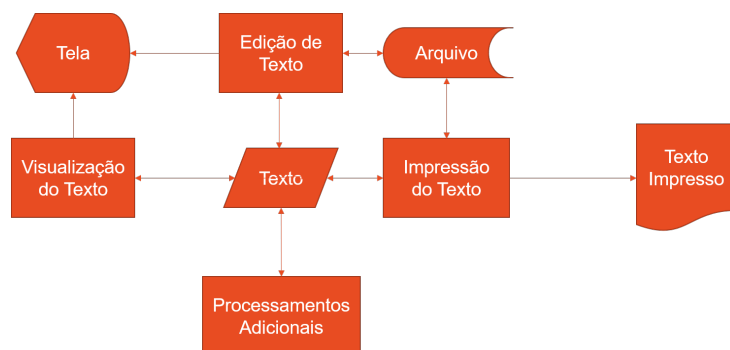 Tela
Edição de
Texto
Arquivo
Visualização
do Texto
Texto
Impressão
do Texto
Texto
Impresso
Processamentos
Adicionais